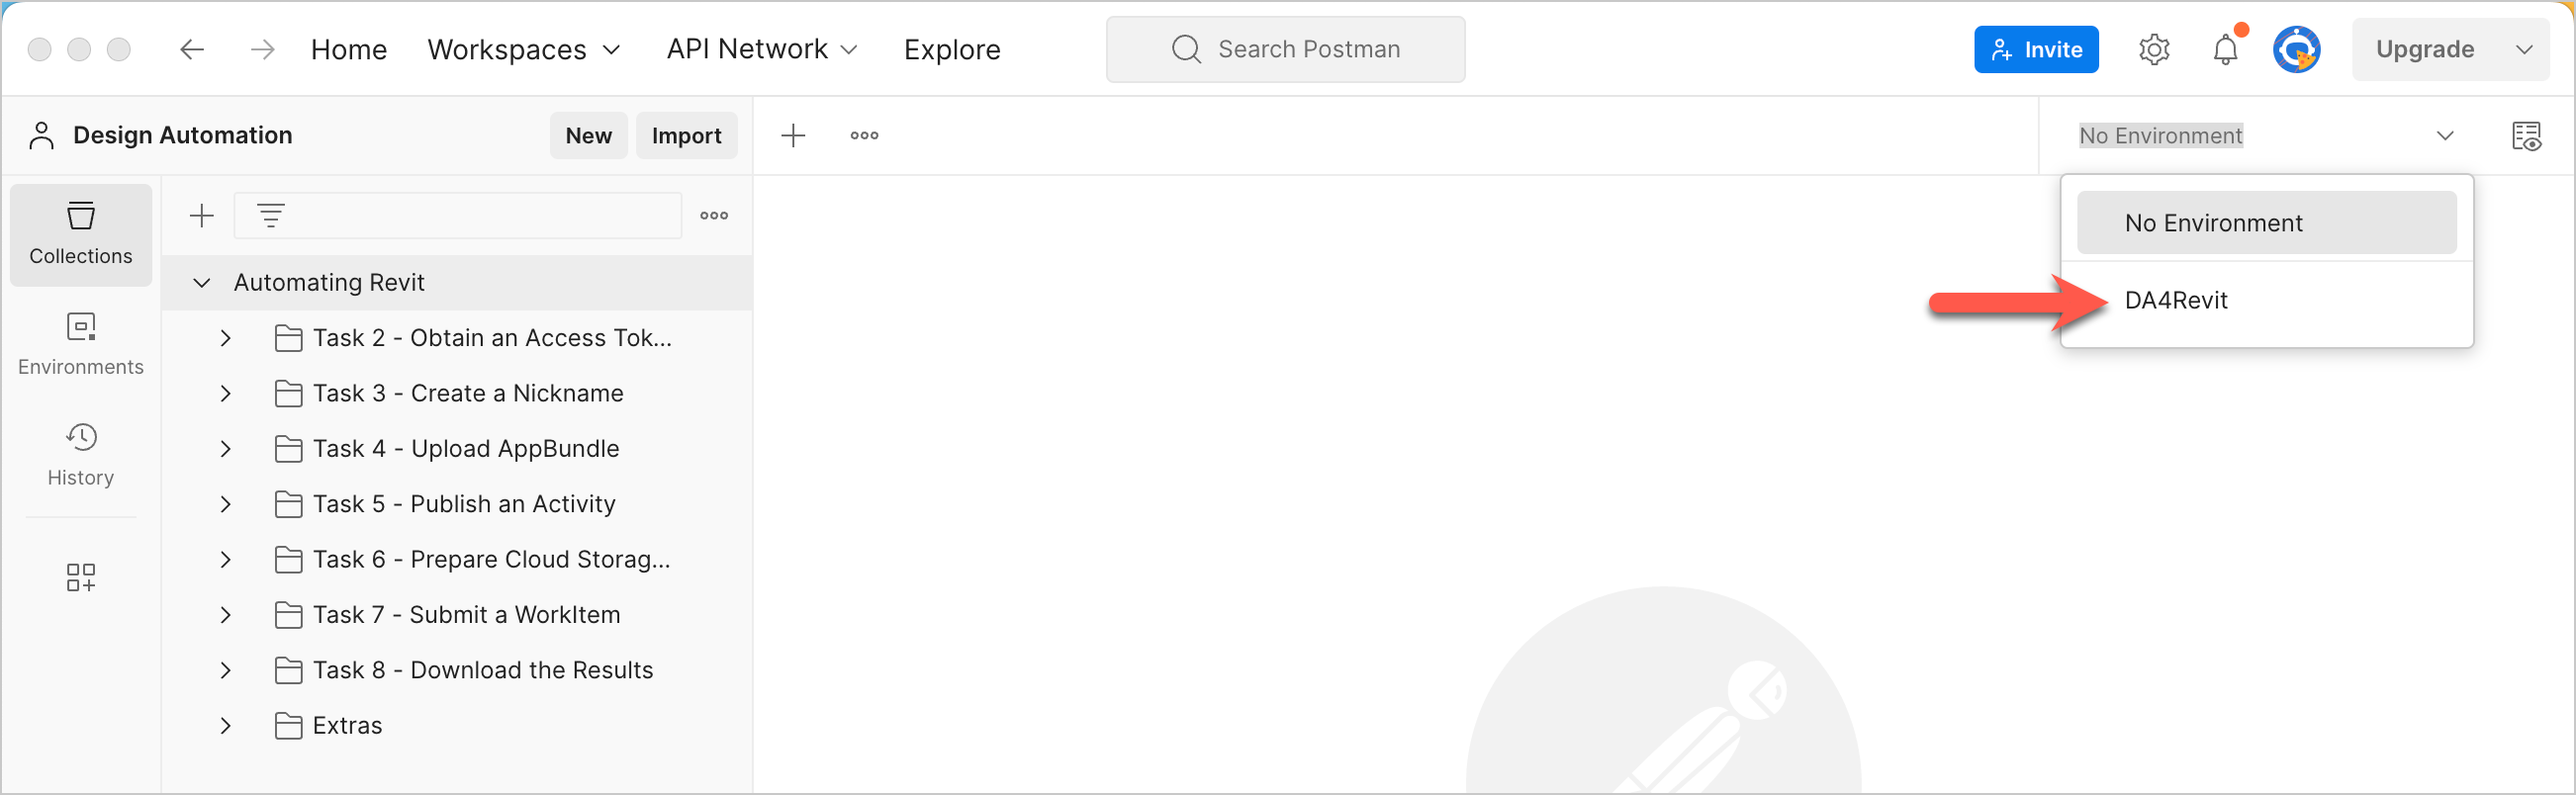 Home Workspaces API Network Explore Search Postman Invite Upgrade
Design Automation New Import No Environment
Collections
Environments
History
Automating Revit
Task 2 - Obtain an Access Tok...
Task 3 - Create a Nickname
Task 4 - Upload AppBundle
Task 5 - Publish an Activity
Task 6 - Prepare Cloud Storag...
Task 7 - Submit a WorkItem
Task 8 - Download the Results
Extras
No Environment
DA4Revit